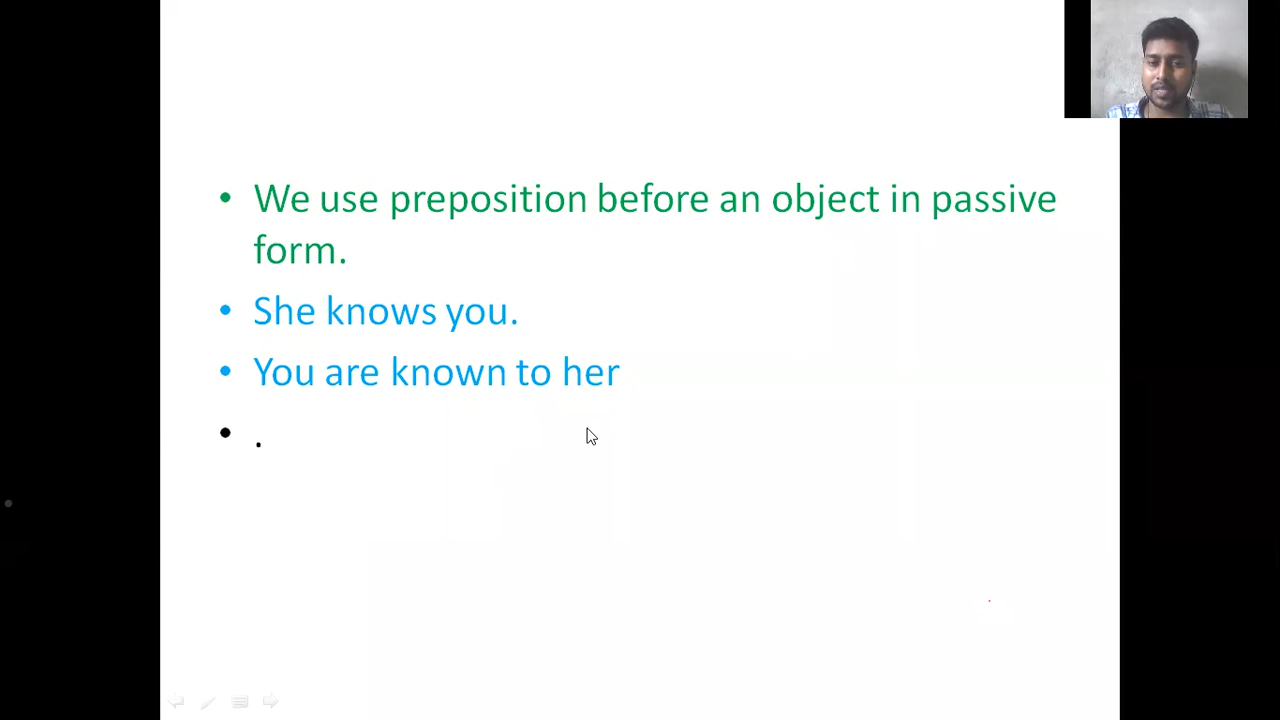 • We use preposition before an object in passive
form.
• She knows you.
• You are known to her
• .